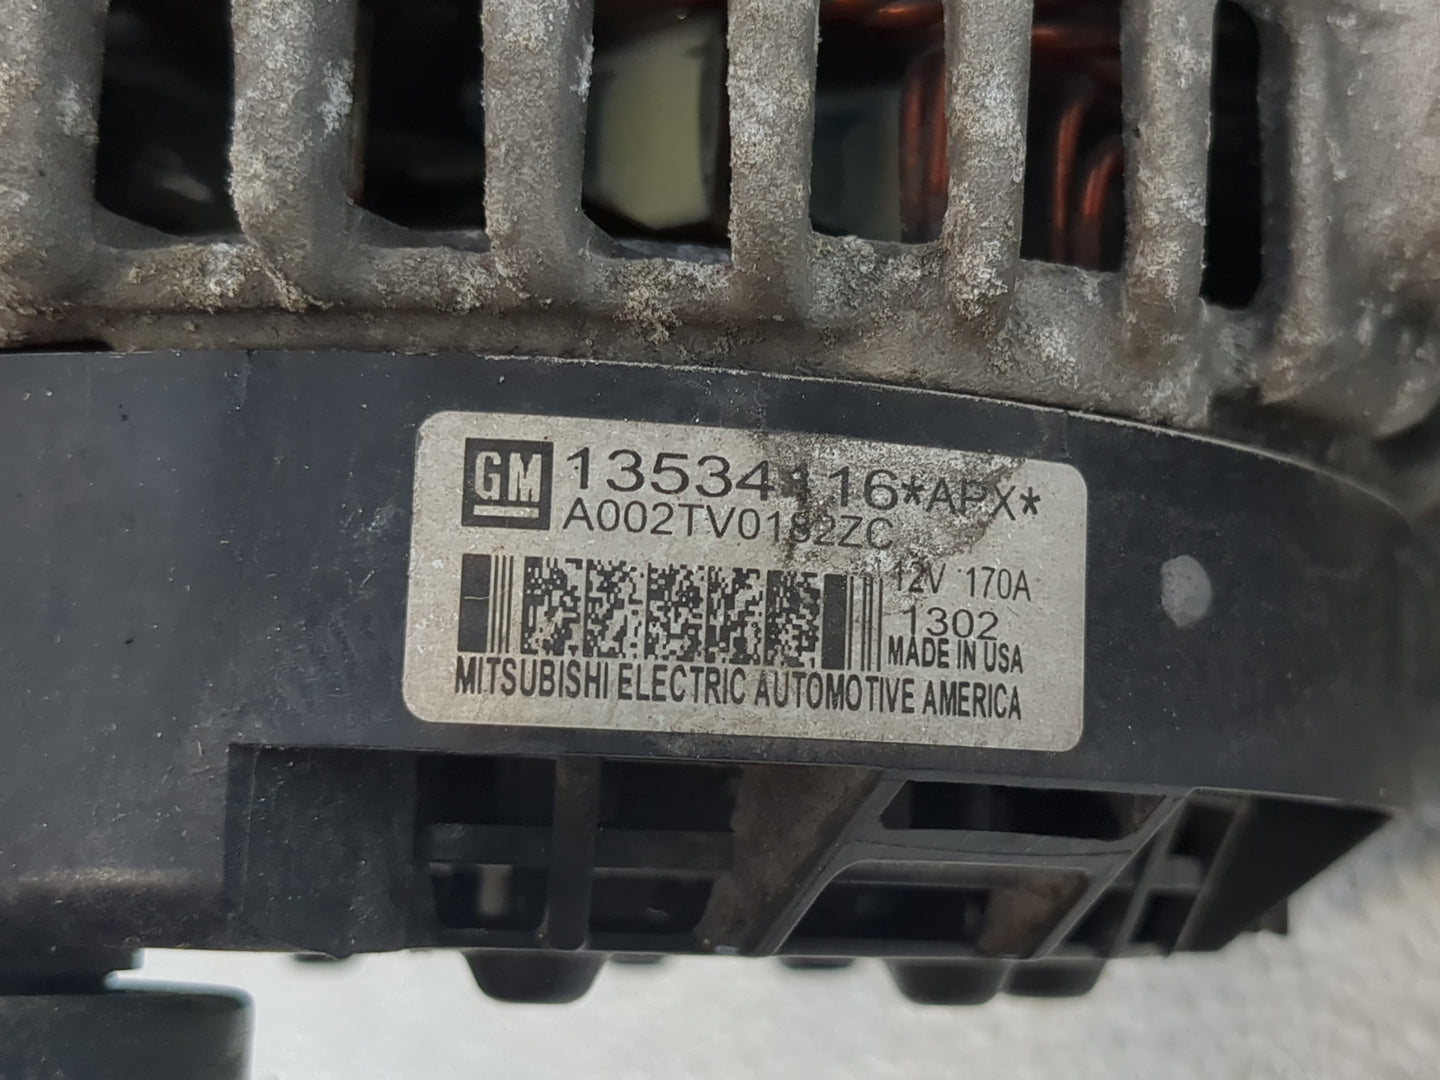 GM 13534116*APX*
A002TV0182ZC
12V 170A
1302
MADE IN USA
MITSUBISHI ELECTRIC AUTOMOTIVE AMERICA